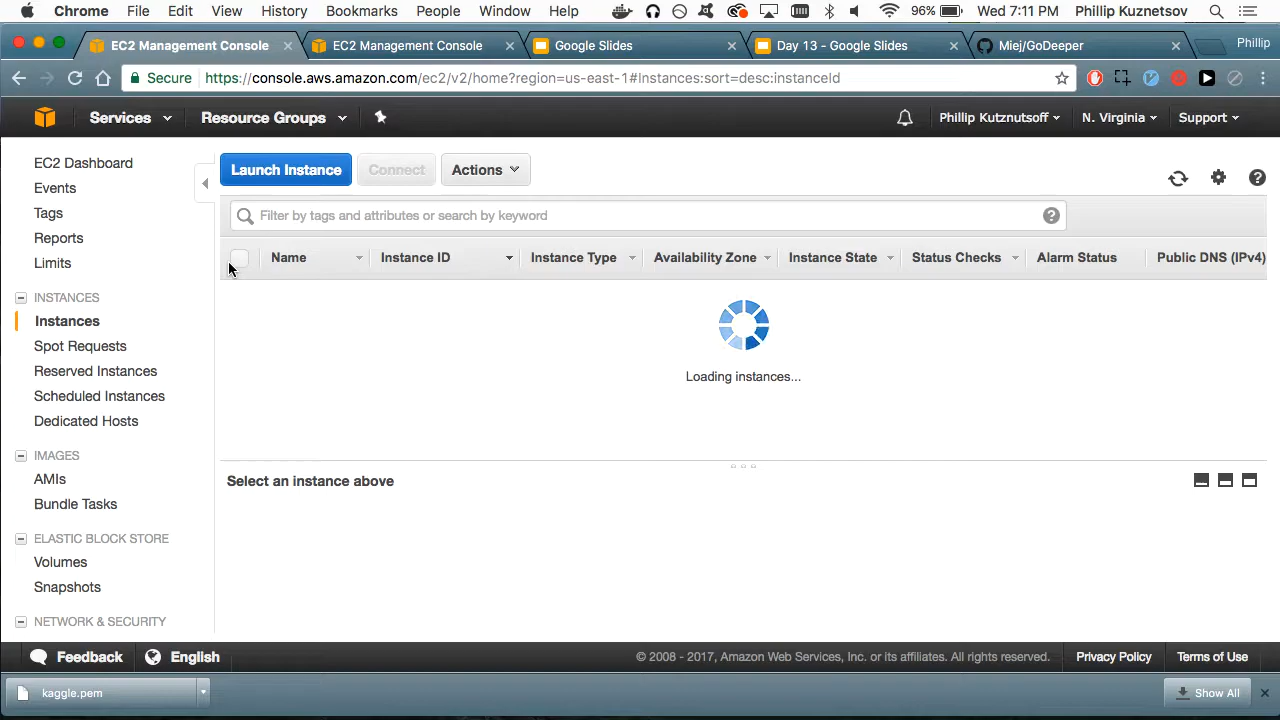 Chrome File Edit View History Bookmarks People Window Help 96% Wed 7:11 PM Phillip Kuznetsov
EC2 Management Console EC2 Management Console Google Slides Day 13 - Google Slides Miej/GoDeeper Phillip
Secure https://console.aws.amazon.com/ec2/v2/home?region=us-east-1#Instances:sort=desc:instanceId
Services Resource Groups Phillip Kutznutsoff N. Virginia Support
EC2 Dashboard
Events
Tags
Reports
Limits
INSTANCES
Instances
Spot Requests
Reserved Instances
Scheduled Instances
Dedicated Hosts
IMAGES
AMIs
Bundle Tasks
ELASTIC BLOCK STORE
Volumes
Snapshots
NETWORK & SECURITY
Launch Instance Connect Actions
Filter by tags and attributes or search by keyword
Name Instance ID Instance Type Availability Zone Instance State Status Checks Alarm Status Public DNS (IPv4)
Loading instances...
Select an instance above
Feedback English © 2008 - 2017, Amazon Web Services, Inc. or its affiliates. All rights reserved. Privacy Policy Terms of Use
kaggle.pem Show All